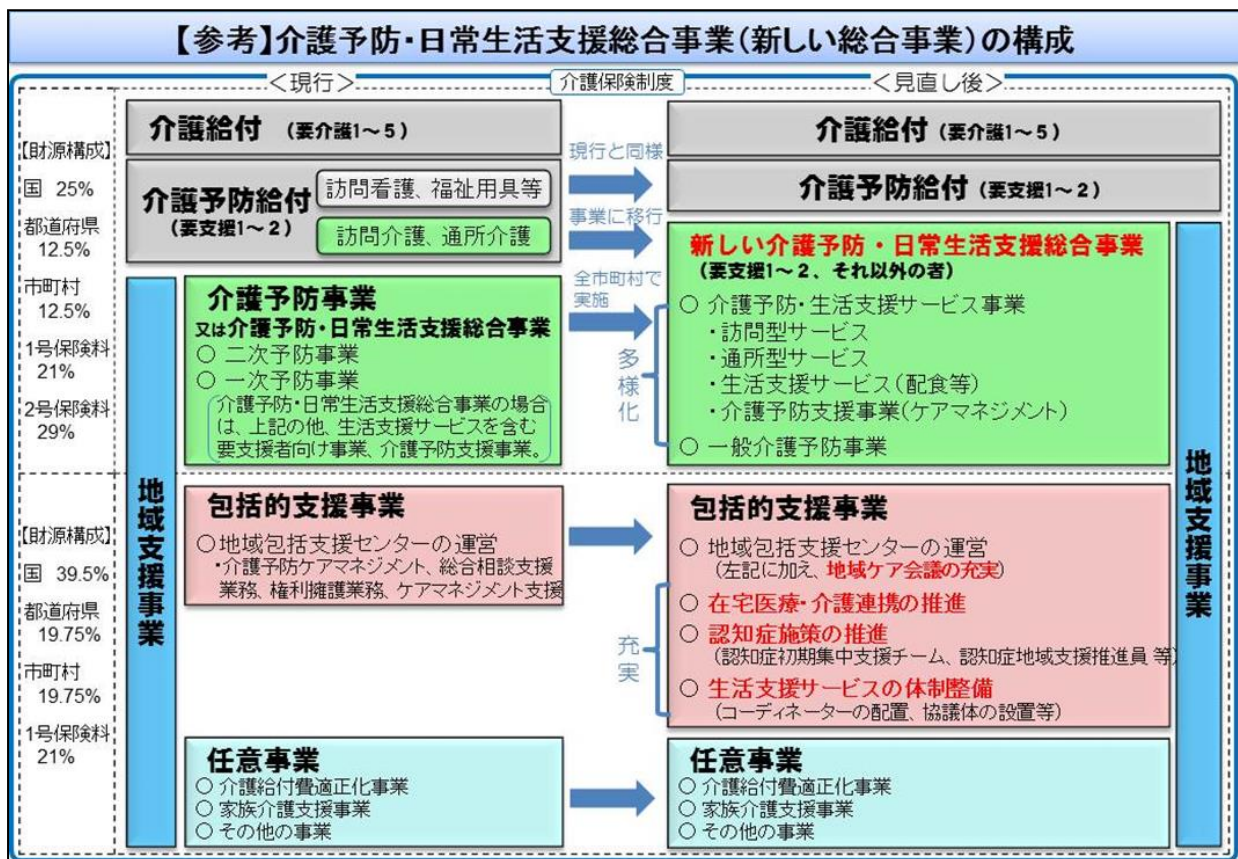 【参考】介護予防・日常生活支援総合事業(新しい総合事業)の構成
<現行>
介護保険制度
<見直し後>
【財源構成】
国 25%
都道府県
12.5%
市町村
12.5%
1号保険料
21%
2号保険料
29%
介護給付 (要介護1~5)
介護予防給付
(要支援1~2)
訪問看護、福祉用具等
訪問介護、通所介護
現行と同様
事業に移行
全市町村で
実施
多様化
介護給付 (要介護1~5)
介護予防給付 (要支援1~2)
介護予防事業
又は介護予防・日常生活支援総合事業
○ 二次予防事業
○ 一次予防事業
介護予防・日常生活支援総合事業の場合
は、上記の他、生活支援サービスを含む
要支援者向け事業、介護予防支援事業。
新しい介護予防・日常生活支援総合事業
(要支援1~2、それ以外の者)
○ 介護予防・生活支援サービス事業
・訪問型サービス
・通所型サービス
・生活支援サービス(配食等)
・介護予防支援事業(ケアマネジメント)
○ 一般介護予防事業
地域支援事業
【財源構成】
国 39.5%
都道府県
19.75%
市町村
19.75%
1号保険料
21%
包括的支援事業
○地域包括支援センターの運営
・介護予防ケアマネジメント、総合相談支援
業務、権利擁護業務、ケアマネジメント支援
充実
包括的支援事業
○ 地域包括支援センターの運営
(左記に加え、地域ケア会議の充実)
○ 在宅医療・介護連携の推進
○ 認知症施策の推進
(認知症初期集中支援チーム、認知症地域支援推進員 等)
○ 生活支援サービスの体制整備
(コーディネーターの配置、協議体の設置等)
地域支援事業
任意事業
○ 介護給付費適正化事業
○ 家族介護支援事業
○ その他の事業
任意事業
○ 介護給付費適正化事業
○ 家族介護支援事業
○ その他の事業